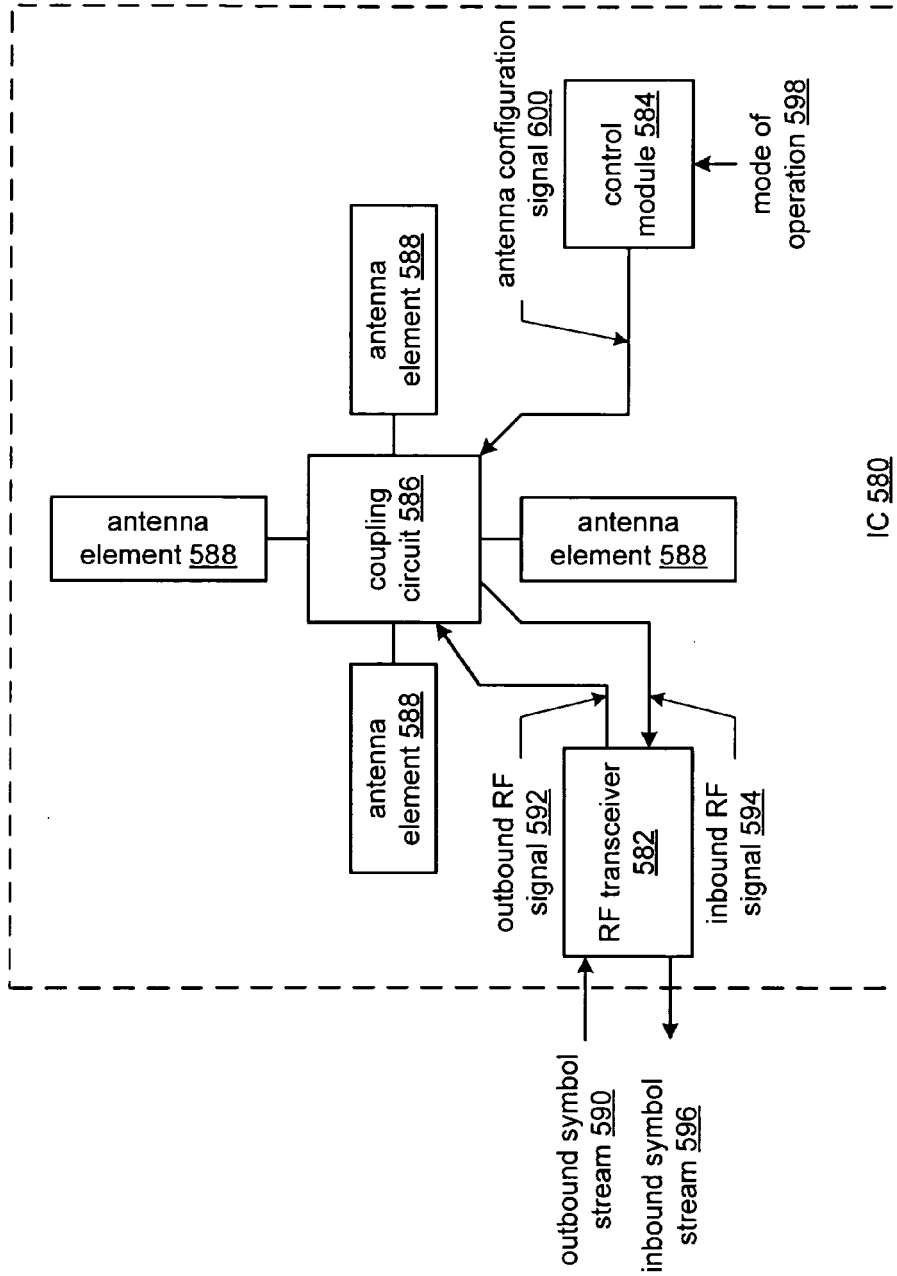 antenna
element 588
antenna
element 588
coupling
circuit 586
antenna
element 588
antenna
element 588
antenna configuration
signal 600
control
module 584
mode of
operation 598
outbound RF
signal 592
RF transceiver
582
inbound RF
signal 594
outbound symbol
stream 590
inbound symbol
stream 596
IC 580